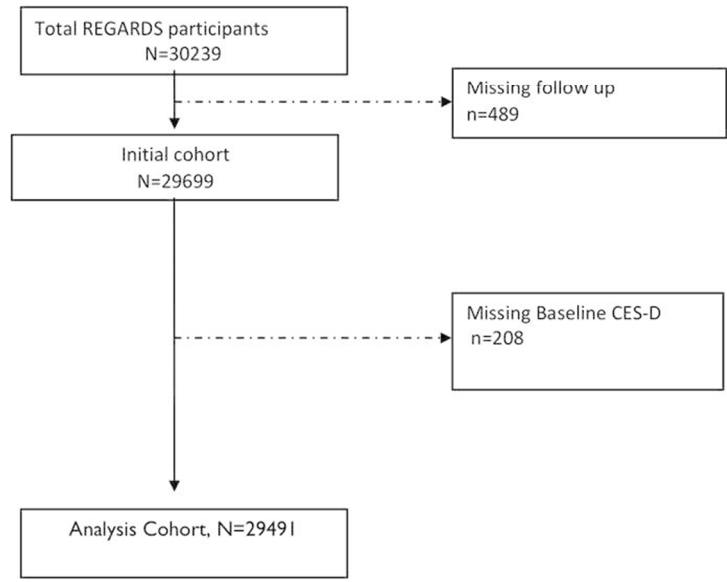 Total REGARDS participants
N=30239
Missing follow up
n=489
Initial cohort
N=29699
Missing Baseline CES-D
n=208
Analysis Cohort, N=29491